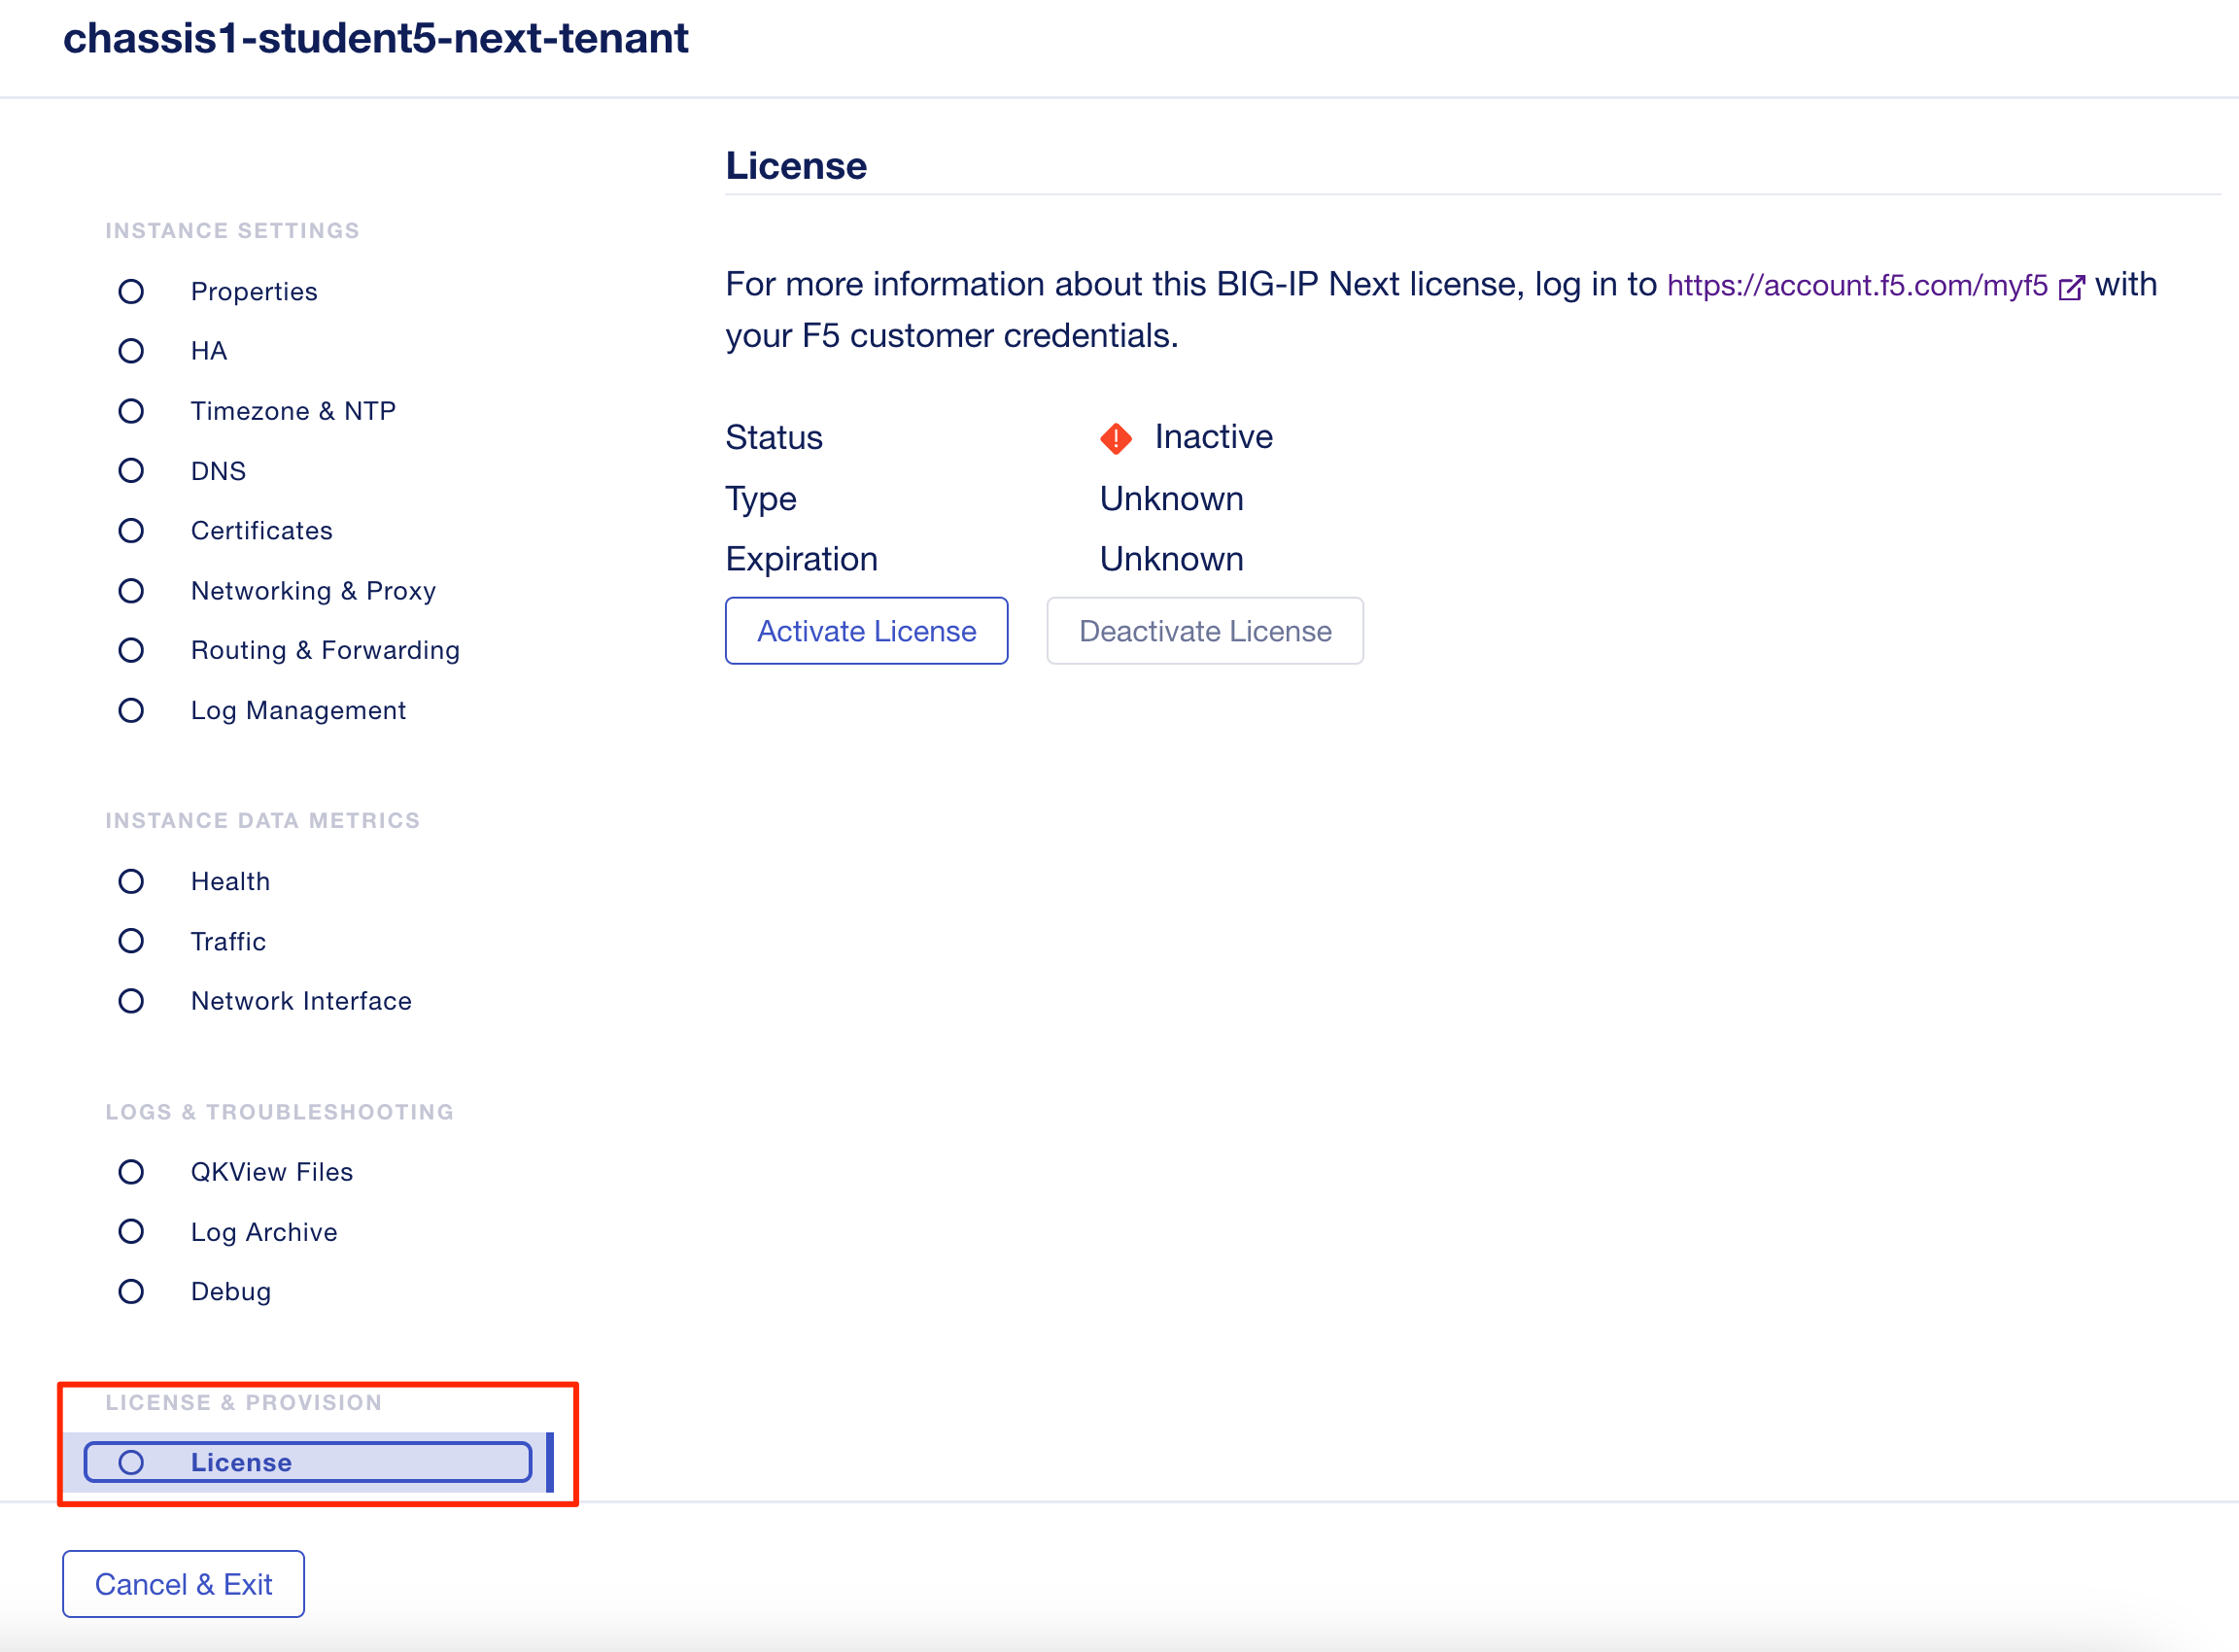 chassis1-student5-next-tenant
INSTANCE SETTINGS
Properties
HA
Timezone & NTP
DNS
Certificates
Networking & Proxy
Routing & Forwarding
Log Management
INSTANCE DATA METRICS
Health
Traffic
Network Interface
LOGS & TROUBLESHOOTING
QKView Files
Log Archive
Debug
LICENSE & PROVISION
License
License
For more information about this BIG-IP Next license, log in to https://account.f5.com/myf5 with
your F5 customer credentials.
Status Inactive
Type Unknown
Expiration Unknown
Activate License Deactivate License
Cancel & Exit